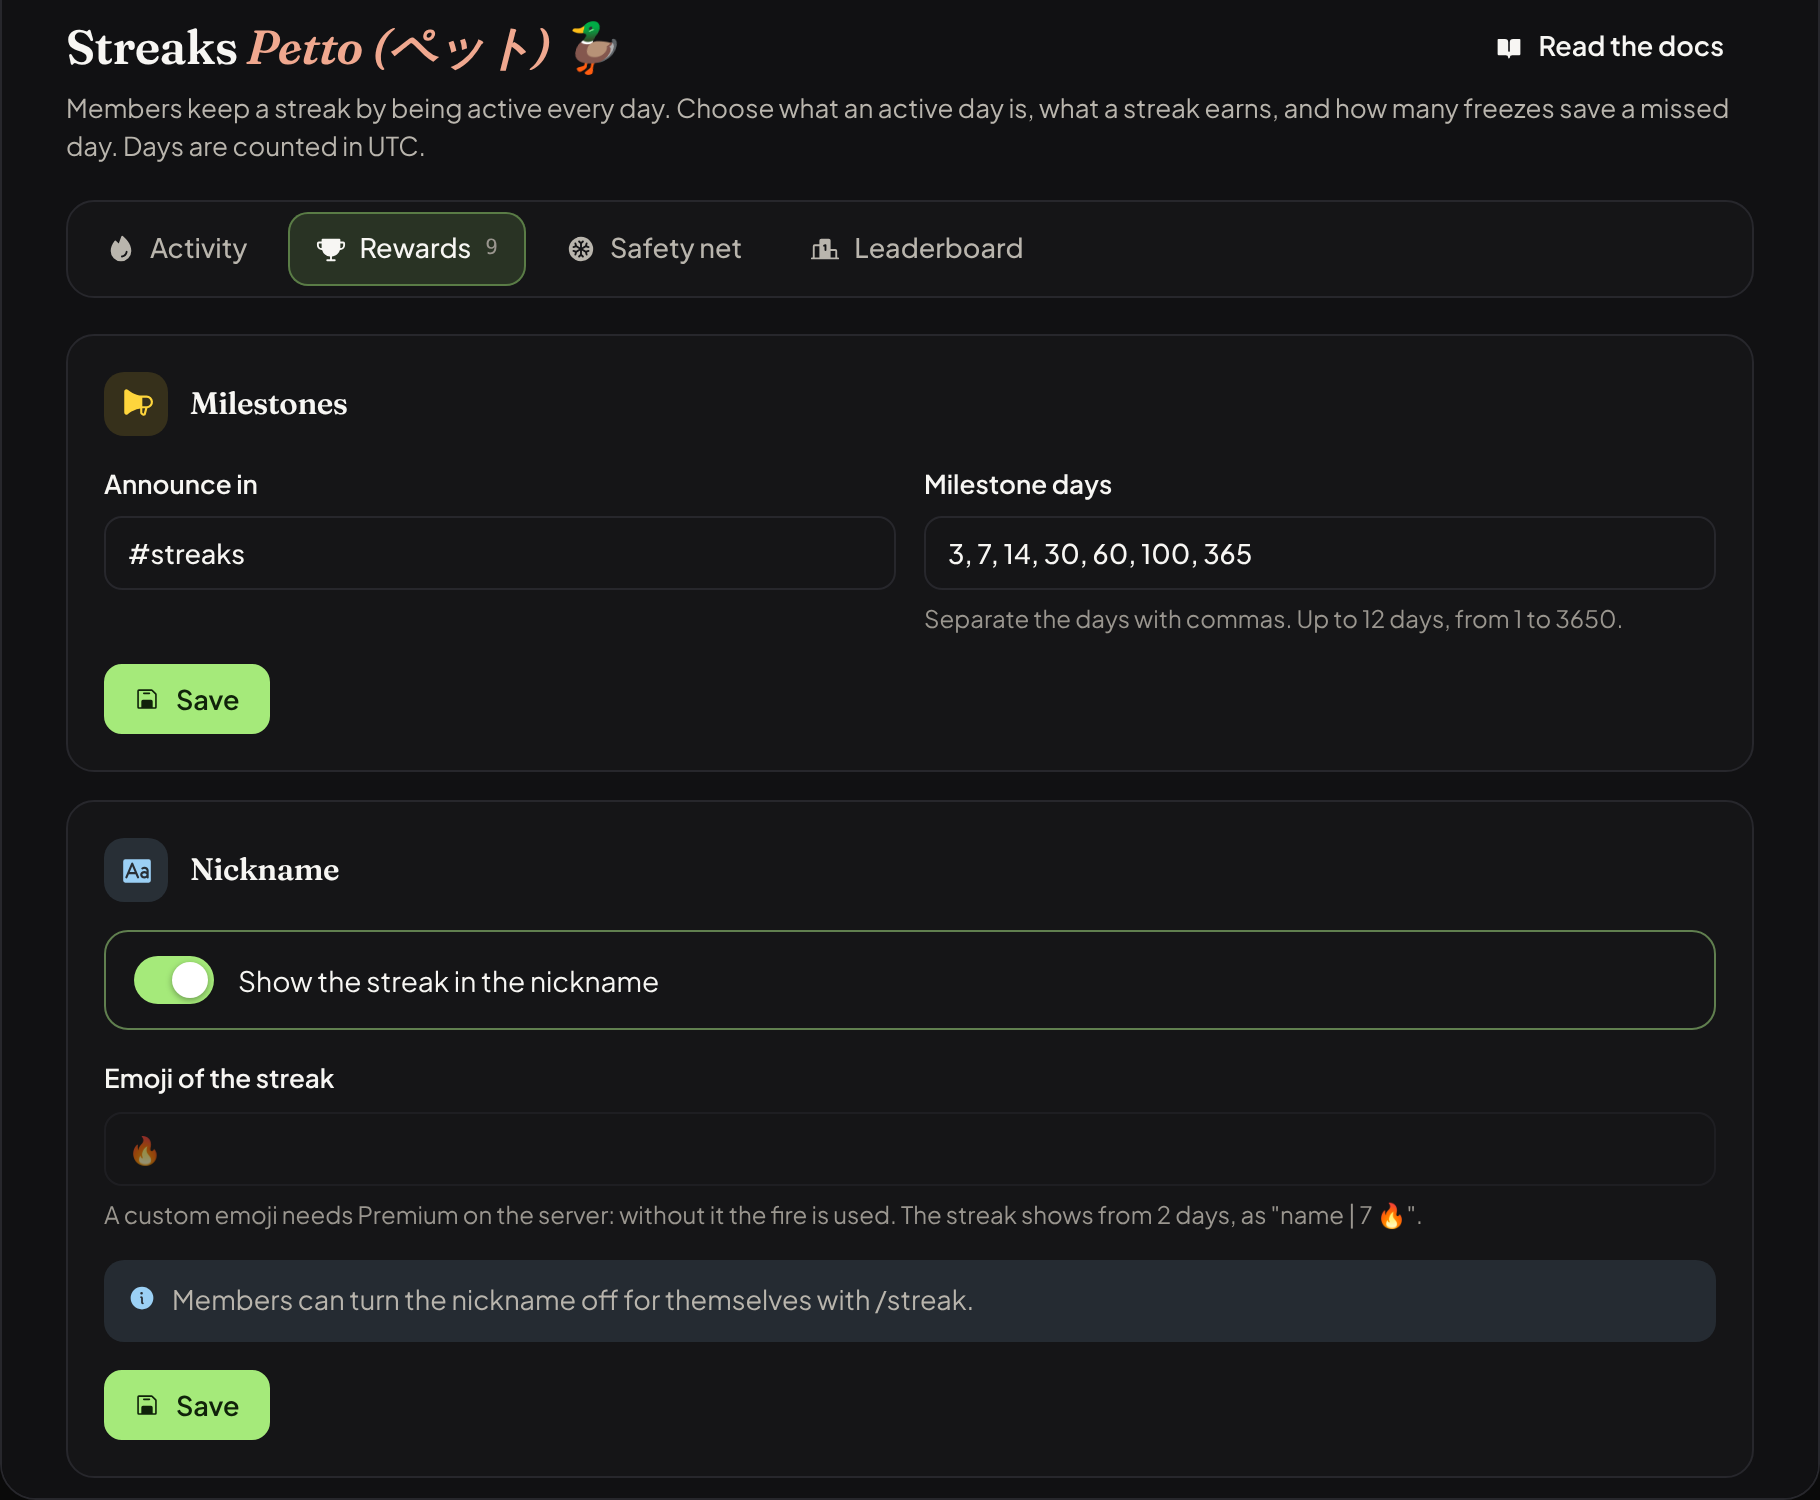 Streaks Petto (ペット) 🦆
Read the docs
Members keep a streak by being active every day. Choose what an active day is, what a streak earns, and how many freezes save a missed
day. Days are counted in UTC.
Activity
Rewards 9
Safety net
Leaderboard
Milestones
Announce in
#streaks
Milestone days
3, 7, 14, 30, 60, 100, 365
Separate the days with commas. Up to 12 days, from 1 to 3650.
Save
Aa
Nickname
Show the streak in the nickname
Emoji of the streak
🔥
A custom emoji needs Premium on the server: without it the fire is used. The streak shows from 2 days, as "name | 7 🔥".
Members can turn the nickname off for themselves with /streak.
Save